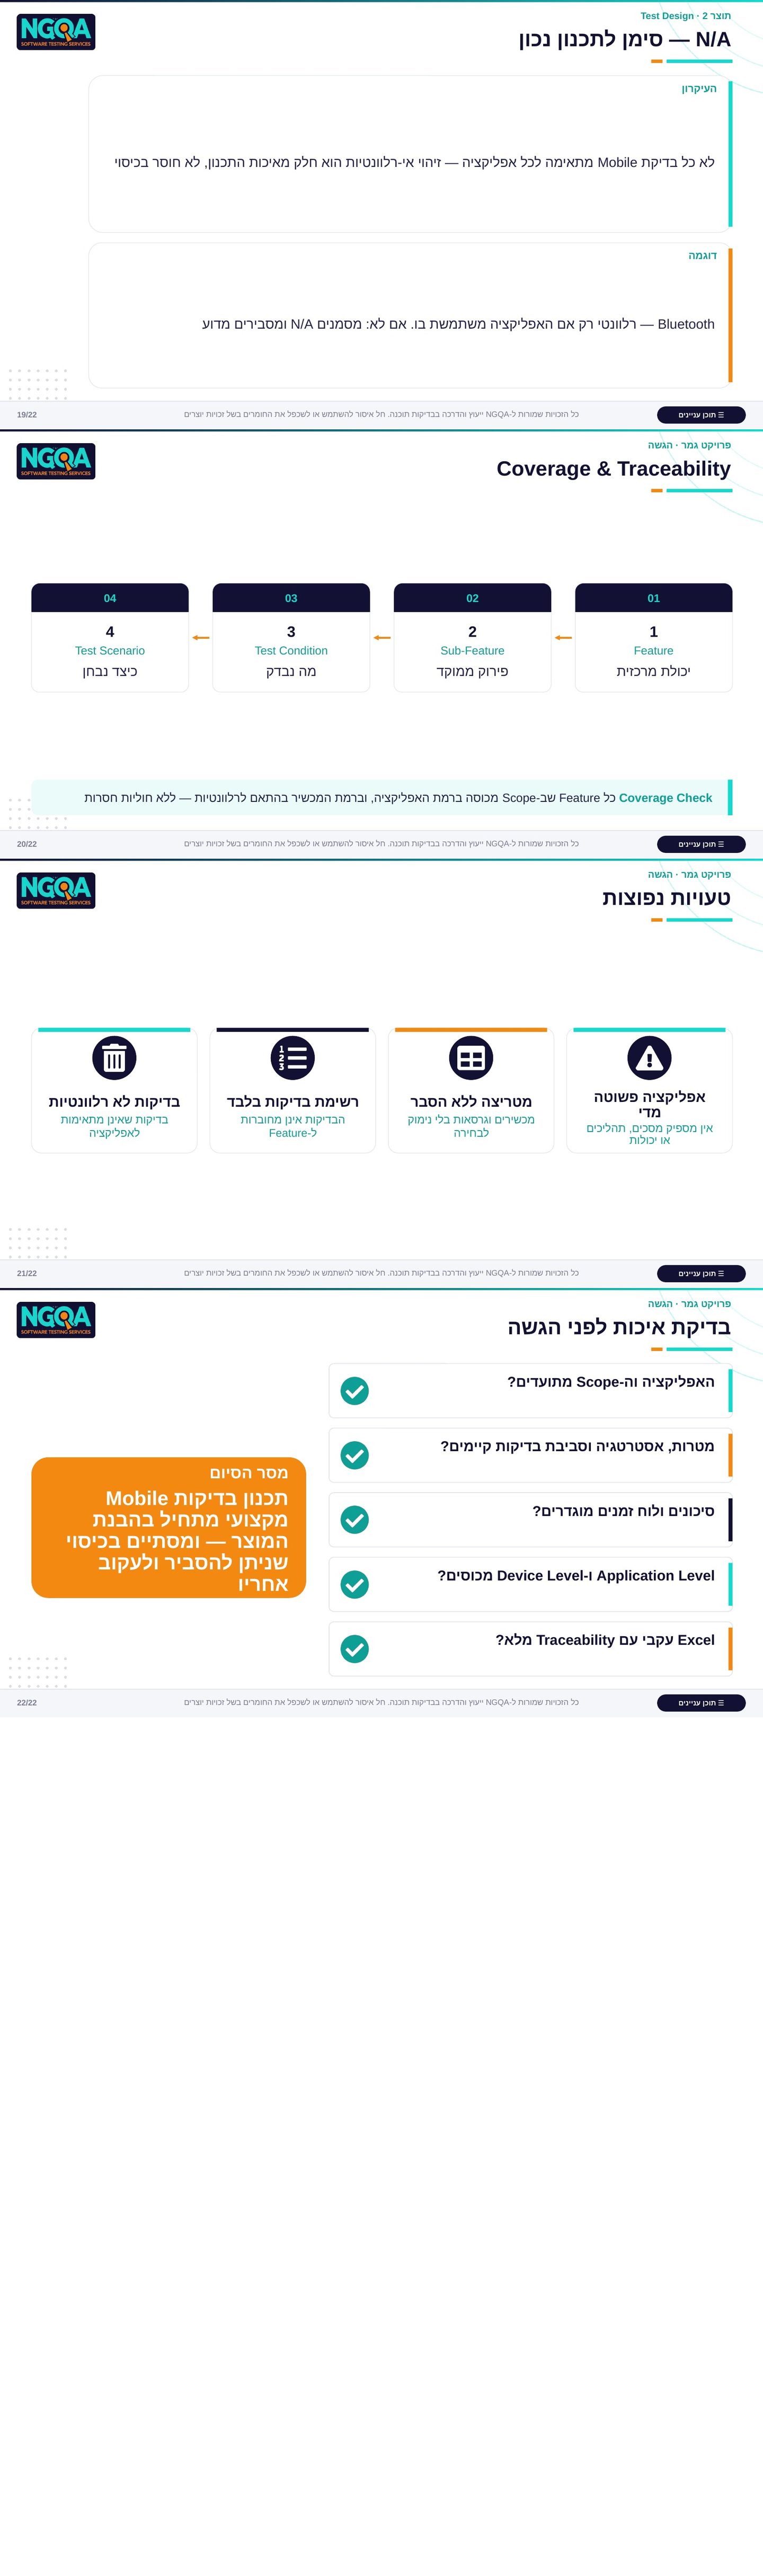 תוצר 2 · Test Design
N/A — סימן לתכנון נכון
NGQA
SOFTWARE TESTING SERVICES
העיקרון
לא כל בדיקת Mobile מתאימה לכל אפליקציה — זיהוי אי-רלוונטיות הוא חלק מאיכות התכנון, לא חוסר בכיסוי
דוגמה
Bluetooth — רלוונטי רק אם האפליקציה משתמשת בו. אם לא: מסמנים N/A ומסבירים מדוע
☰ תוכן עניינים
כל הזכויות שמורות ל-NGQA ייעוץ והדרכה בבדיקות תוכנה. חל איסור להשתמש או לשכפל את החומרים בשל זכויות יוצרים
19/22
פרויקט גמר · הגשה
Coverage & Traceability
NGQA
SOFTWARE TESTING SERVICES
01
1
Feature
יכולת מרכזית
02
2
Sub-Feature
פירוק ממוקד
03
3
Test Condition
מה נבדק
04
4
Test Scenario
כיצד נבחן
Coverage Check כל Feature שב-Scope מכוסה ברמת האפליקציה, וברמת המכשיר בהתאם לרלוונטיות — ללא חוליות חסרות
☰ תוכן עניינים
כל הזכויות שמורות ל-NGQA ייעוץ והדרכה בבדיקות תוכנה. חל איסור להשתמש או לשכפל את החומרים בשל זכויות יוצרים
20/22
פרויקט גמר · הגשה
טעויות נפוצות
NGQA
SOFTWARE TESTING SERVICES
אפליקציה פשוטה
מדי
אין מספיק מסכים, תהליכים
או יכולות
מטריצה ללא הסבר
מכשירים וגרסאות בלי נימוק
לבחירה
1
2
3
רשימת בדיקות בלבד
הבדיקות אינן מחוברות
ל-Feature
בדיקות לא רלוונטיות
בדיקות שאינן מתאימות
לאפליקציה
☰ תוכן עניינים
כל הזכויות שמורות ל-NGQA ייעוץ והדרכה בבדיקות תוכנה. חל איסור להשתמש או לשכפל את החומרים בשל זכויות יוצרים
21/22
פרויקט גמר · הגשה
בדיקת איכות לפני הגשה
NGQA
SOFTWARE TESTING SERVICES
האפליקציה וה-Scope מתועדים?
מטרות, אסטרטגיה וסביבת בדיקות קיימים?
סיכונים ולוח זמנים מוגדרים?
Application Level ו-Device Level מכוסים?
Excel עקבי עם Traceability מלא?
מסר הסיום
תכנון בדיקות Mobile
מקצועי מתחיל בהבנת
המוצר — ומסתיים בכיסוי
שניתן להסביר ולעקוב
אחריו
☰ תוכן עניינים
כל הזכויות שמורות ל-NGQA ייעוץ והדרכה בבדיקות תוכנה. חל איסור להשתמש או לשכפל את החומרים בשל זכויות יוצרים
22/22